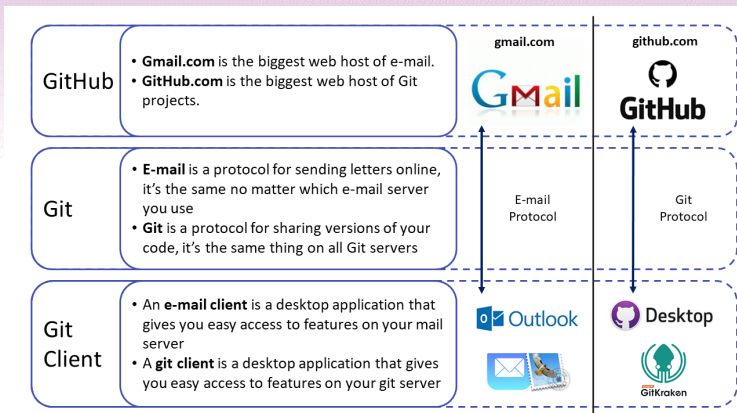 gmail.com
github.com
GitHub
• Gmail.com is the biggest web host of e-mail.
• GitHub.com is the biggest web host of Git
projects.
Gmail
GitHub
Git
• E-mail is a protocol for sending letters online,
it's the same no matter which e-mail server
you use
• Git is a protocol for sharing versions of your
code, it's the same thing on all Git servers
E-mail
Protocol
Git
Protocol
Git
Client
• An e-mail client is a desktop application that
gives you easy access to features on your mail
server
• A git client is a desktop application that gives
you easy access to features on your git server
Outlook
Desktop
GitKraken